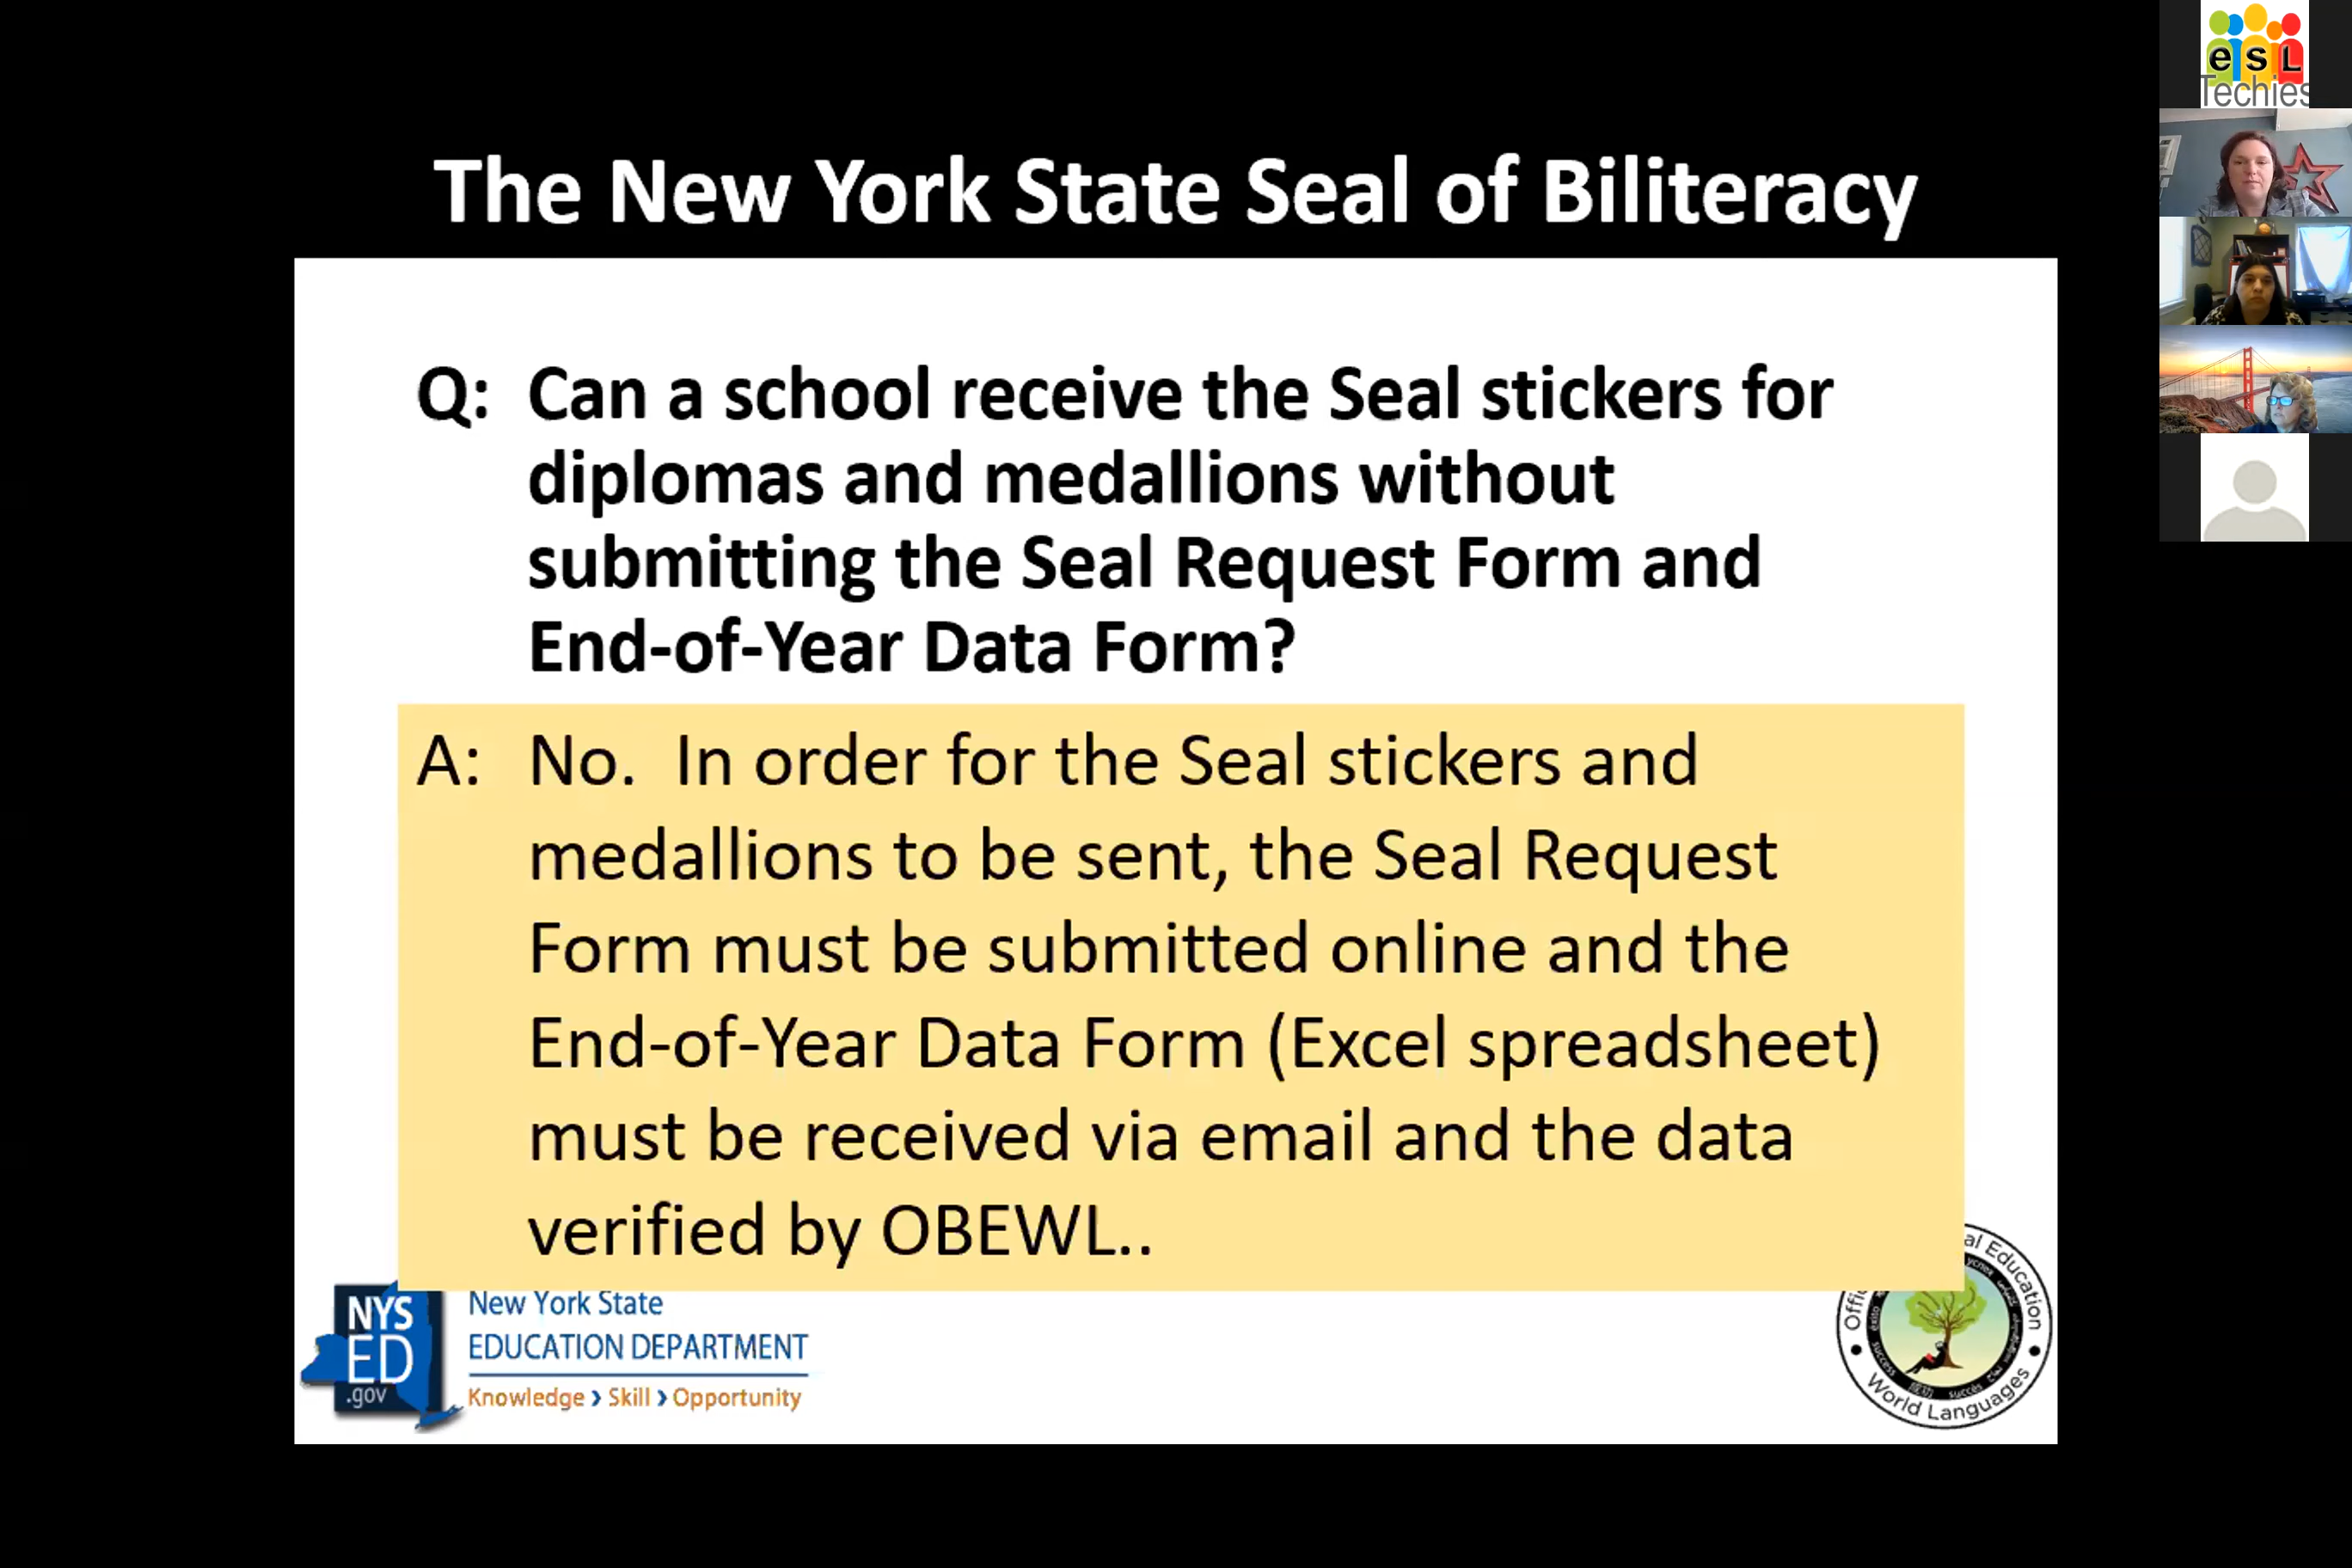 The New York State Seal of Biliteracy
Q: Can a school receive the Seal stickers for
diplomas and medallions without
submitting the Seal Request Form and
End-of-Year Data Form?
A: No. In order for the Seal stickers and
medallions to be sent, the Seal Request
Form must be submitted online and the
End-of-Year Data Form (Excel spreadsheet)
must be received via email and the data
verified by OBEWL..
NYS
ED
.gov
New York State
EDUCATION DEPARTMENT
Knowledge › Skill › Opportunity
al Education
World Languages
success
succès
esL
Techies